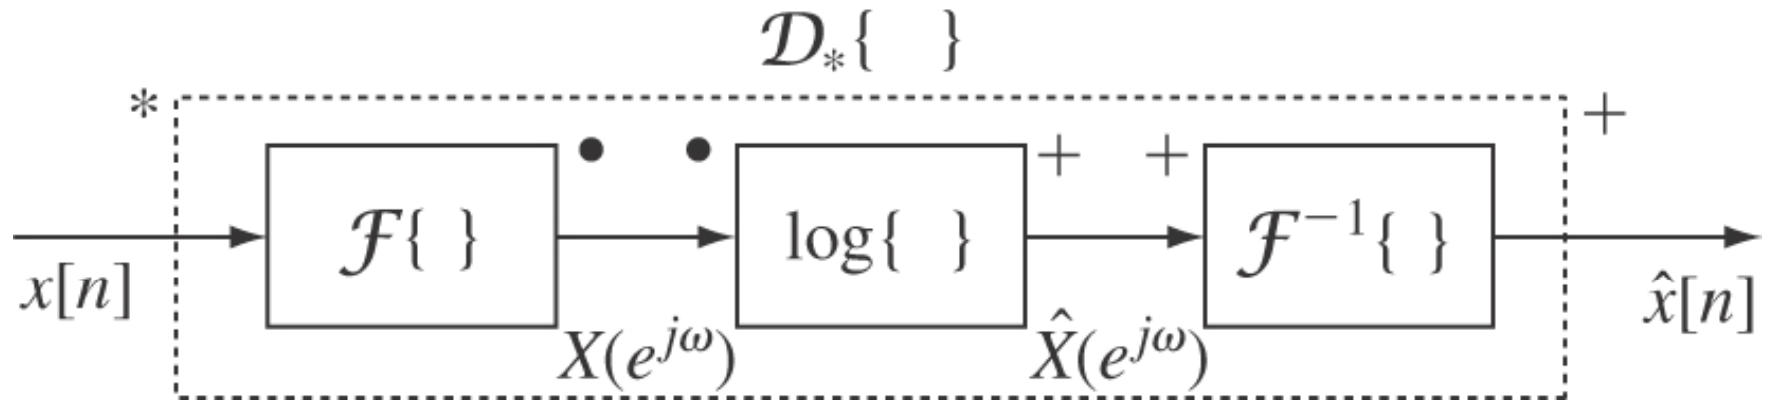 𝒟∗{ }
* +
• • + +
ℱ{ } log{ } ℱ⁻¹{ }
x[n] X(e^{jω}) X̂(e^{jω}) x̂[n]